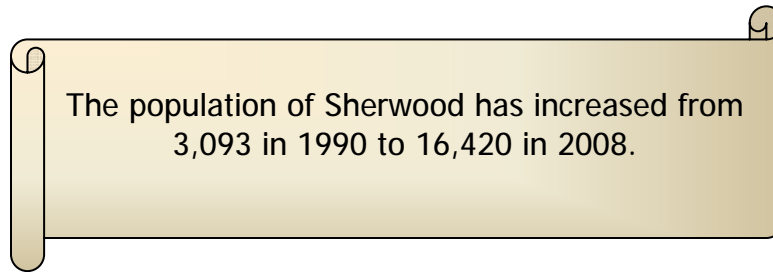 The population of Sherwood has increased from
3,093 in 1990 to 16,420 in 2008.